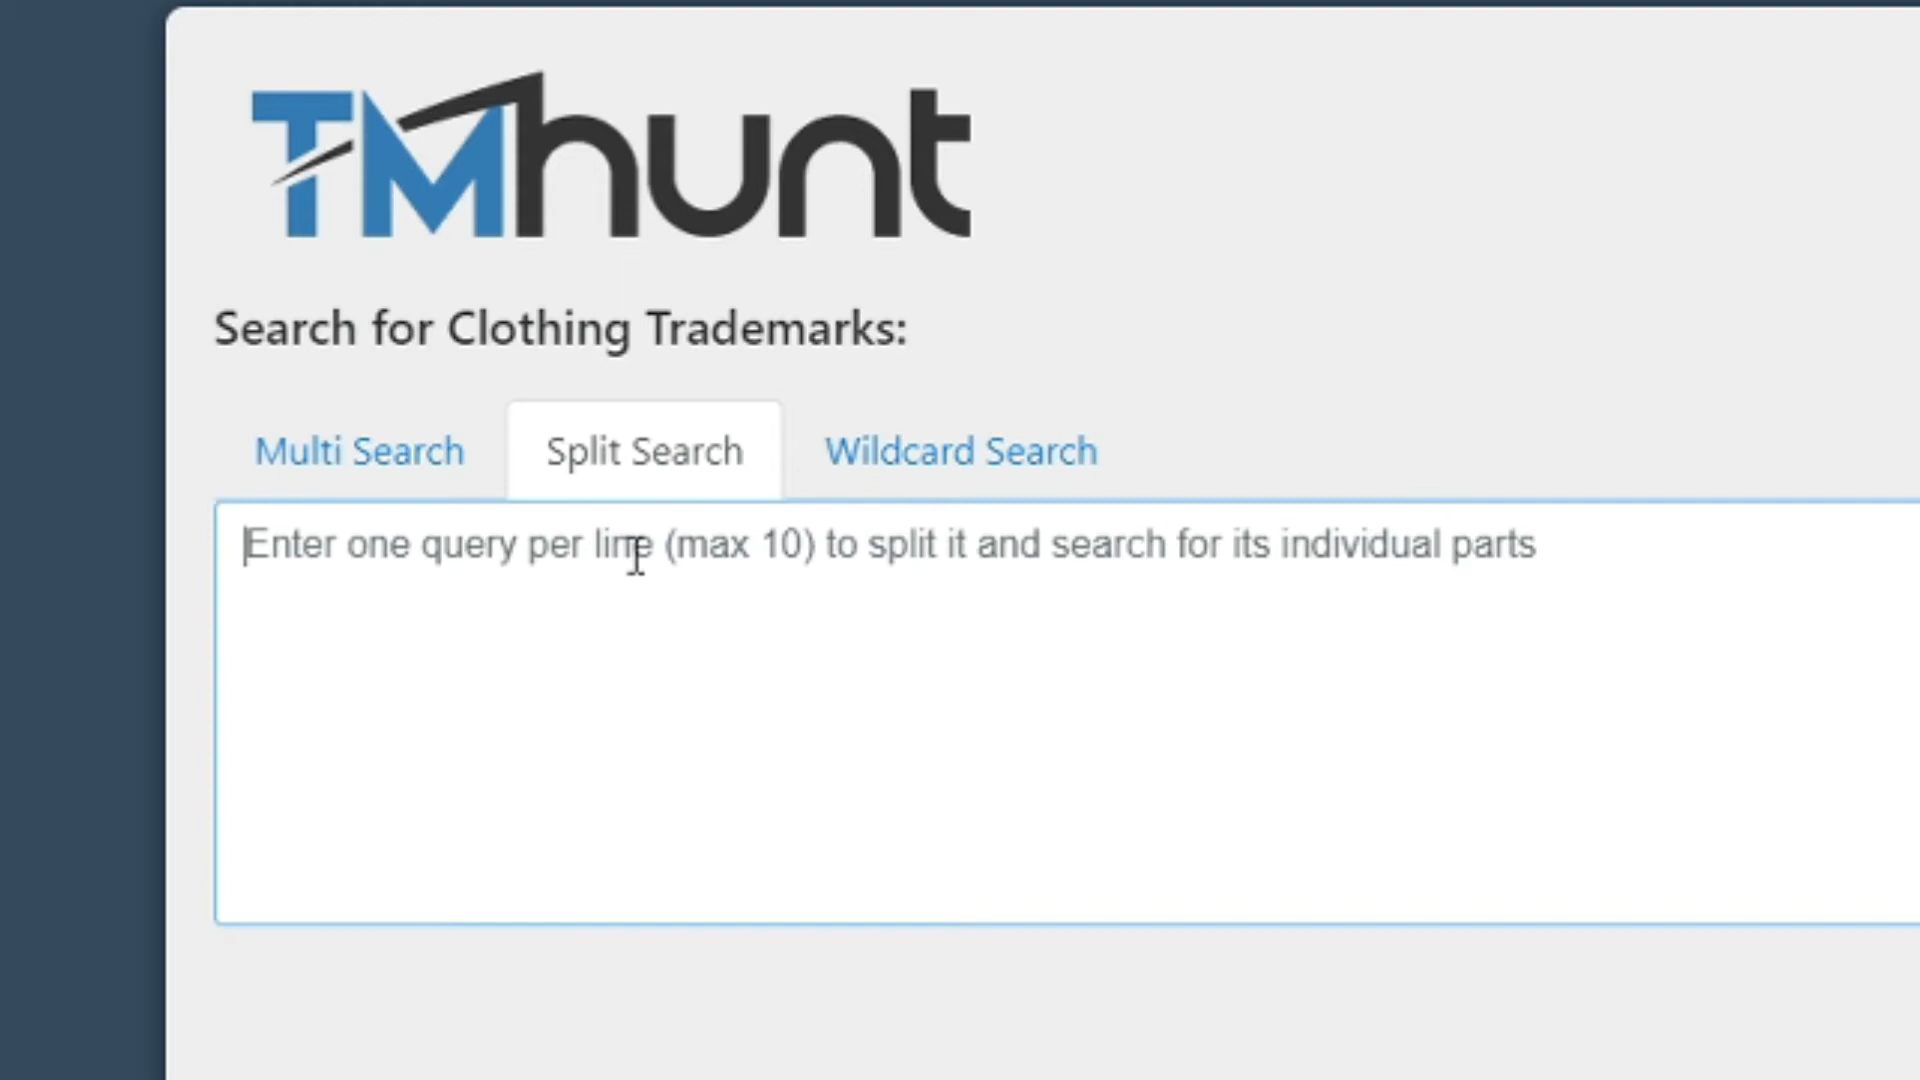 TMhunt
Search for Clothing Trademarks:
Multi Search Split Search Wildcard Search
Enter one query per line (max 10) to split it and search for its individual parts